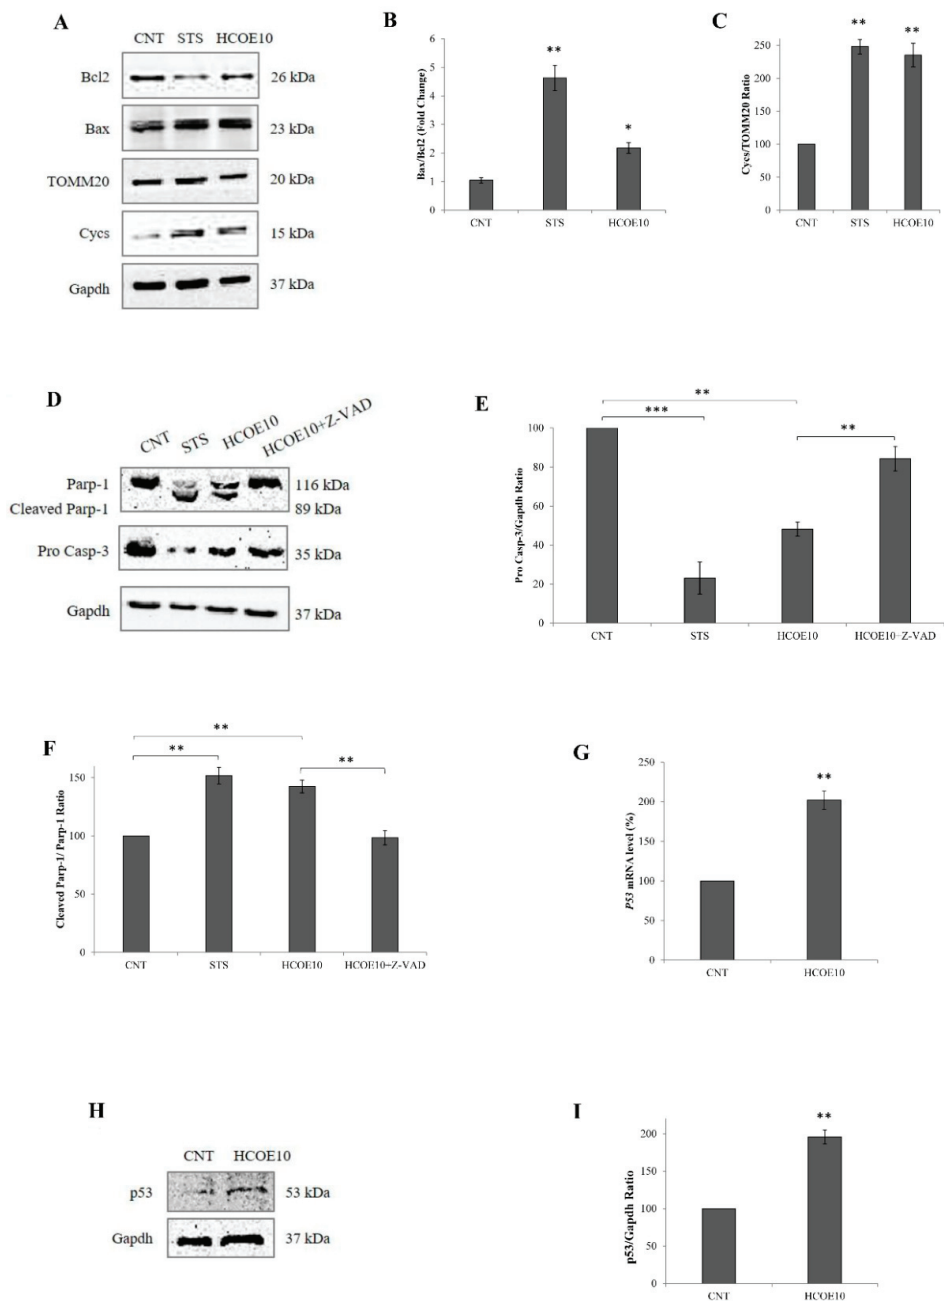 A
CNT STS HCOE10
Bcl2 26 kDa
Bax 23 kDa
TOMM20 20 kDa
Cycs 15 kDa
Gapdh 37 kDa
B
Bax/Bcl2 (Fold Change)
6
5
4
3
2
1
0
**
*
CNT STS HCOE10
C
Cycs/TOMM20 Ratio
250
200
150
100
50
0
** **
CNT STS HCOE10
D
CNT STS HCOE10 HCOE10+Z-VAD
Parp-1 116 kDa
Cleaved Parp-1 89 kDa
Pro Casp-3 35 kDa
Gapdh 37 kDa
E
Pro Casp-3/Gapdh Ratio
100
80
60
40
20
0
**
***
**
CNT STS HCOE10 HCOE10+Z-VAD
F
Cleaved Parp-1/ Parp-1 Ratio
150
100
50
0
**
** **
CNT STS HCOE10 HCOE10+Z-VAD
G
P53 mRNA level (%)
250
200
150
100
50
0
**
CNT HCOE10
H
CNT HCOE10
p53 53 kDa
Gapdh 37 kDa
I
p53/Gapdh Ratio
200
150
100
50
0
**
CNT HCOE10